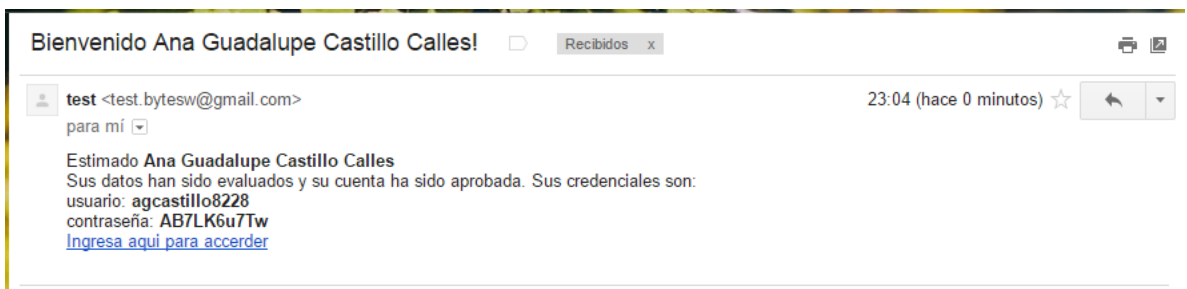 Bienvenido Ana Guadalupe Castillo Calles!
Recibidos x
test <test.bytesw@gmail.com>
23:04 (hace 0 minutos)
para mí
Estimado Ana Guadalupe Castillo Calles
Sus datos han sido evaluados y su cuenta ha sido aprobada. Sus credenciales son:
usuario: agcastillo8228
contraseña: AB7LK6u7Tw
Ingresa aqui para accerder